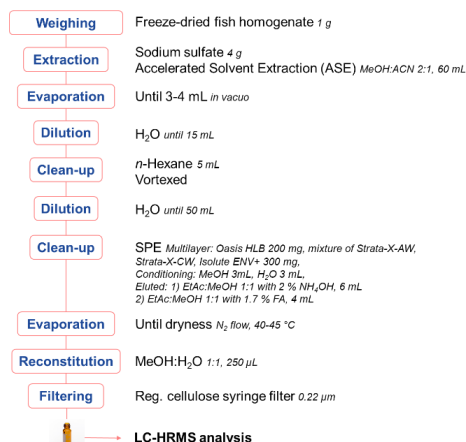 Weighing Freeze-dried fish homogenate 1 g
Extraction Sodium sulfate 4 g
Accelerated Solvent Extraction (ASE) MeOH:ACN 2:1, 60 mL
Evaporation Until 3-4 mL in vacuo
Dilution H₂O until 15 mL
Clean-up n-Hexane 5 mL
Vortexed
Dilution H₂O until 50 mL
Clean-up SPE Multilayer: Oasis HLB 200 mg, mixture of Strata-X-AW,
Strata-X-CW, Isolute ENV+ 300 mg,
Conditioning: MeOH 3mL, H₂O 3 mL,
Eluted: 1) EtAc:MeOH 1:1 with 2 % NH₄OH, 6 mL
2) EtAc:MeOH 1:1 with 1.7 % FA, 4 mL
Evaporation Until dryness N₂ flow, 40-45 °C
Reconstitution MeOH:H₂O 1:1, 250 µL
Filtering Reg. cellulose syringe filter 0.22 µm
LC-HRMS analysis